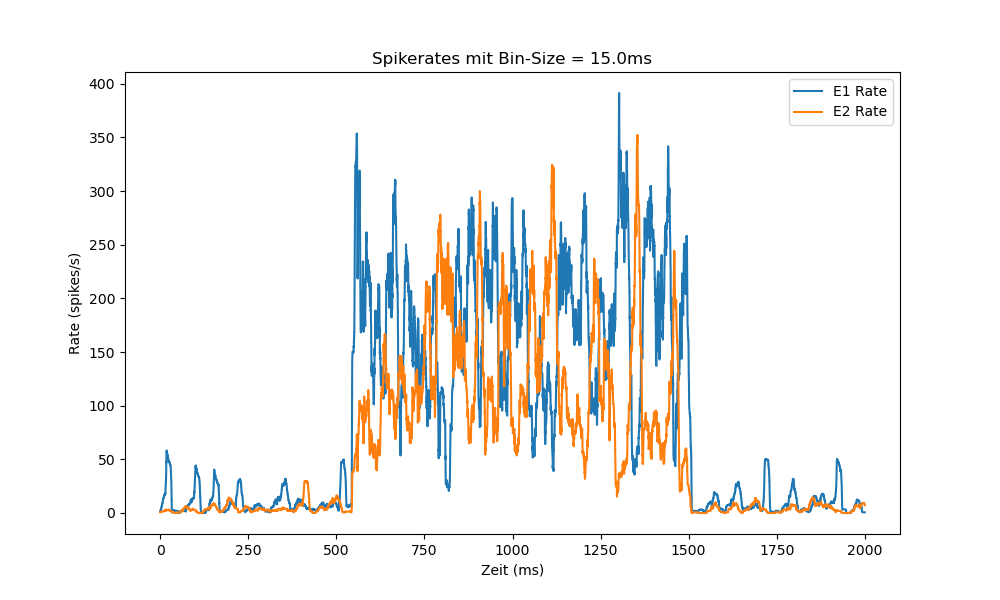 Spikerates mit Bin-Size = 15.0ms
E1 Rate
E2 Rate
400
350
300
250
200
150
100
50
0
Rate (spikes/s)
0 250 500 750 1000 1250 1500 1750 2000
Zeit (ms)